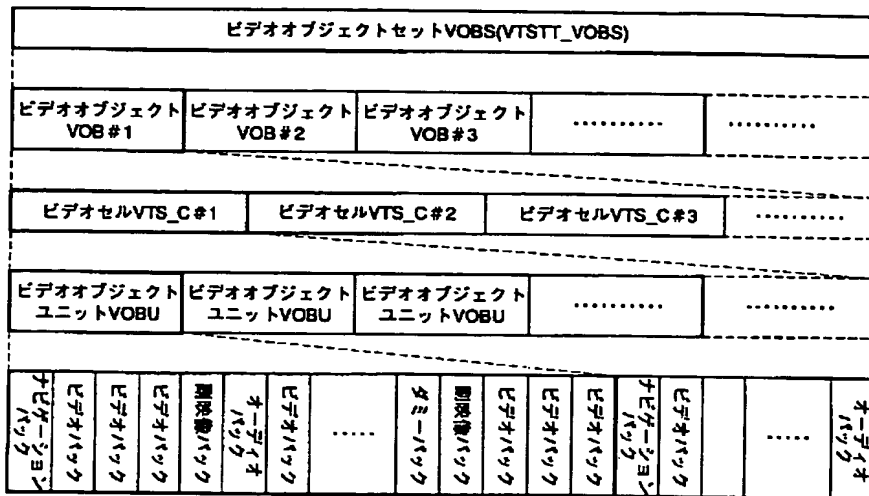 ビデオオブジェクトセットVOBS(VTSTT_VOBS)
ビデオオブジェクト
VOB#1
ビデオオブジェクト
VOB#2
ビデオオブジェクト
VOB#3
..........
..........
ビデオセルVTS_C#1
ビデオセルVTS_C#2
ビデオセルVTS_C#3
..........
ビデオオブジェクト
ユニットVOBU
ビデオオブジェクト
ユニットVOBU
ビデオオブジェクト
ユニットVOBU
..........
..........
ナビゲーション
パック
ビデオパック
ビデオパック
ビデオパック
副映像パック
オーディオ
パック
ビデオパック
.....
ダミーパック
副映像パック
ビデオパック
ビデオパック
ビデオパック
ナビゲーション
パック
ビデオパック
.....
オーディオ
パック